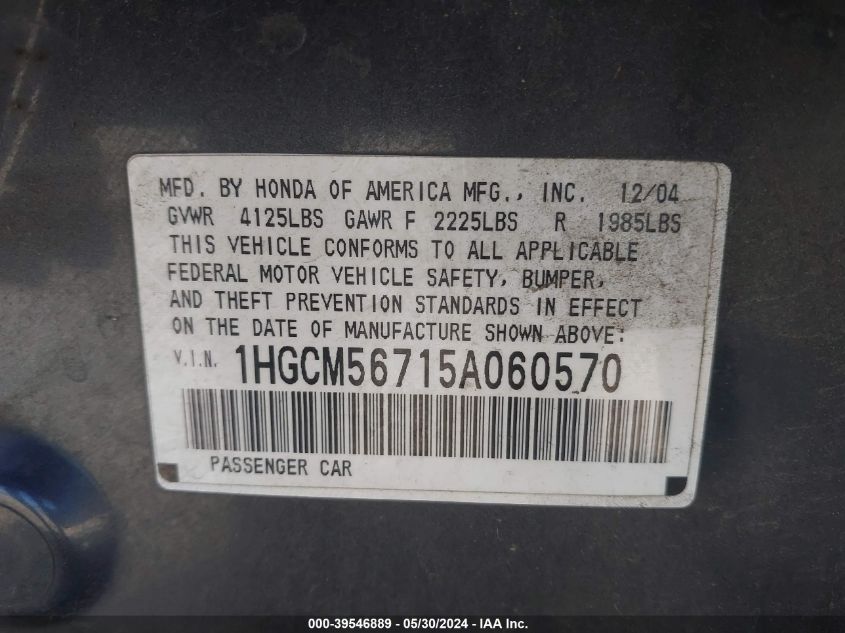 MFD. BY HONDA OF AMERICA MFG., INC. 12/04
GVWR 4125LBS GAWR F 2225LBS R 1985LBS
THIS VEHICLE CONFORMS TO ALL APPLICABLE
FEDERAL MOTOR VEHICLE SAFETY, BUMPER,
AND THEFT PREVENTION STANDARDS IN EFFECT
ON THE DATE OF MANUFACTURE SHOWN ABOVE:
V.I.N. 1HGCM56715A060570
PASSENGER CAR
000-39546889 - 05/30/2024 - IAA Inc.